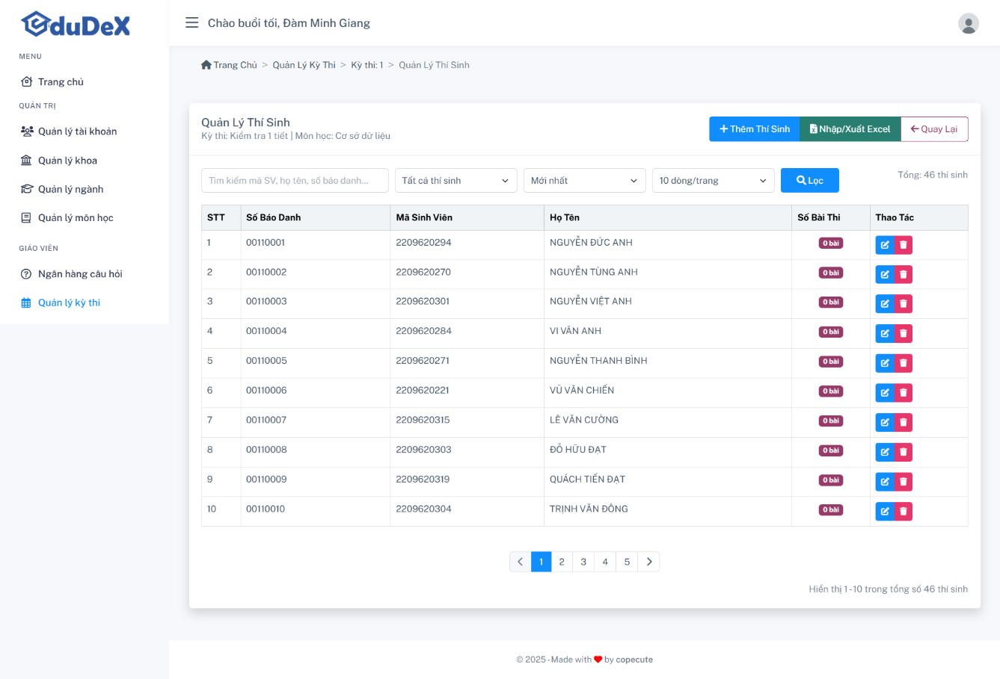 eduDeX
Chào buổi tối, Đàm Minh Giang
MENU
Trang chủ
QUẢN TRỊ
Quản lý tài khoản
Quản lý khoa
Quản lý ngành
Quản lý môn học
GIÁO VIÊN
Ngân hàng câu hỏi
Quản lý kỳ thi
Trang Chủ > Quản Lý Kỳ Thi > Kỳ thi: 1 > Quản Lý Thí Sinh
Quản Lý Thí Sinh
Kỳ thi: Kiểm tra 1 tiết | Môn học: Cơ sở dữ liệu
Thêm Thí Sinh Nhập/Xuất Excel Quay Lại
Tìm kiếm mã SV, họ tên, số báo danh... Tất cả thí sinh Mới nhất 10 dòng/trang Lọc Tổng: 46 thí sinh
STT Số Báo Danh Mã Sinh Viên Họ Tên Số Bài Thi Thao Tác
1 00110001 2209620294 NGUYỄN ĐỨC ANH 0 bài
2 00110002 2209620270 NGUYỄN TÙNG ANH 0 bài
3 00110003 2209620301 NGUYỄN VIỆT ANH 0 bài
4 00110004 2209620284 VI VÂN ANH 0 bài
5 00110005 2209620271 NGUYỄN THANH BÌNH 0 bài
6 00110006 2209620221 VŨ VĂN CHIẾN 0 bài
7 00110007 2209620315 LÊ VĂN CƯỜNG 0 bài
8 00110008 2209620303 ĐỖ HỮU ĐẠT 0 bài
9 00110009 2209620319 QUÁCH TIẾN ĐẠT 0 bài
10 00110010 2209620304 TRỊNH VĂN ĐÔNG 0 bài
1 2 3 4 5
Hiển thị 1 - 10 trong tổng số 46 thí sinh
© 2025 - Made with ❤ by copecute